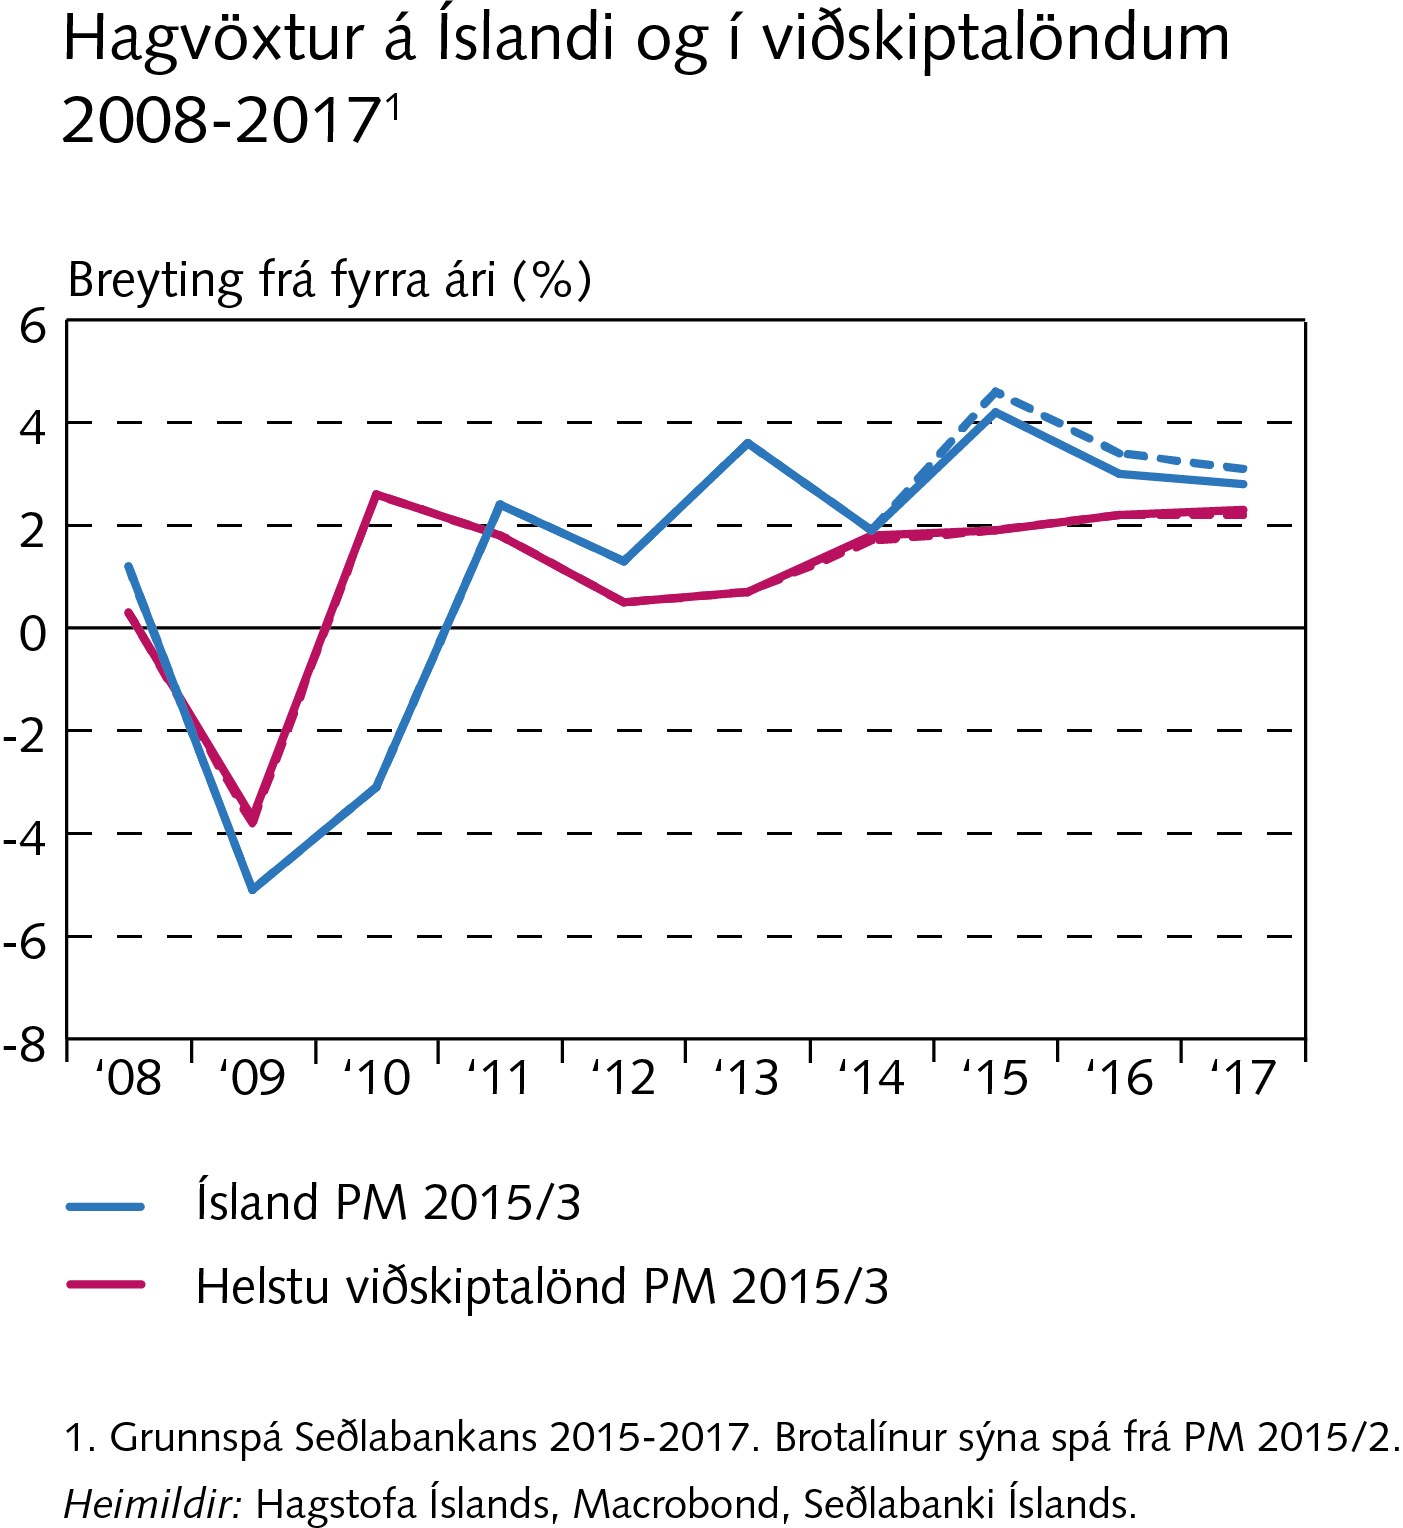 Hagvöxtur á Íslandi og í viðskiptalöndum
2008-2017¹
Breyting frá fyrra ári (%)
6
4
2
0
-2
-4
-6
-8
‘08 ‘09 ‘10 ‘11 ‘12 ‘13 ‘14 ‘15 ‘16 ‘17
Ísland PM 2015/3
Helstu viðskiptalönd PM 2015/3
1. Grunnspá Seðlabankans 2015-2017. Brotalínur sýna spá frá PM 2015/2.
Heimildir: Hagstofa Íslands, Macrobond, Seðlabanki Íslands.